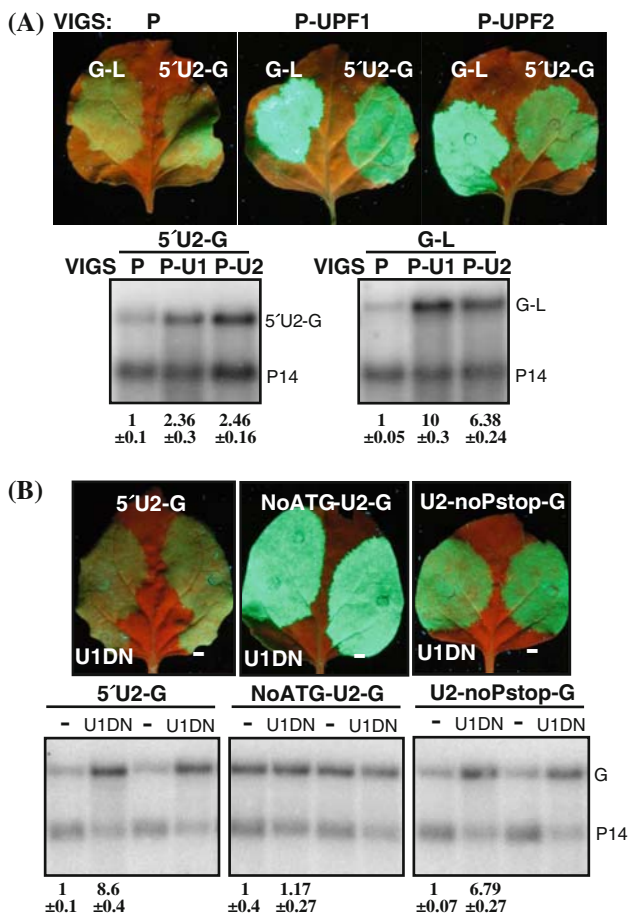 (A) VIGS: P P-UPF1 P-UPF2
G-L 5′U2-G G-L 5′U2-G G-L 5′U2-G
5′U2-G G-L
VIGS P P-U1 P-U2 VIGS P P-U1 P-U2
5′U2-G G-L
P14 P14
1 2.36 2.46 1 10 6.38
±0.1 ±0.3 ±0.16 ±0.05 ±0.3 ±0.24
(B)
5′U2-G NoATG-U2-G U2-noPstop-G
U1DN - U1DN - U1DN -
5′U2-G NoATG-U2-G U2-noPstop-G
- U1DN - U1DN - U1DN - U1DN - U1DN - U1DN
G
P14
1 8.6 1 1.17 1 6.79
±0.1 ±0.4 ±0.4 ±0.27 ±0.07 ±0.27